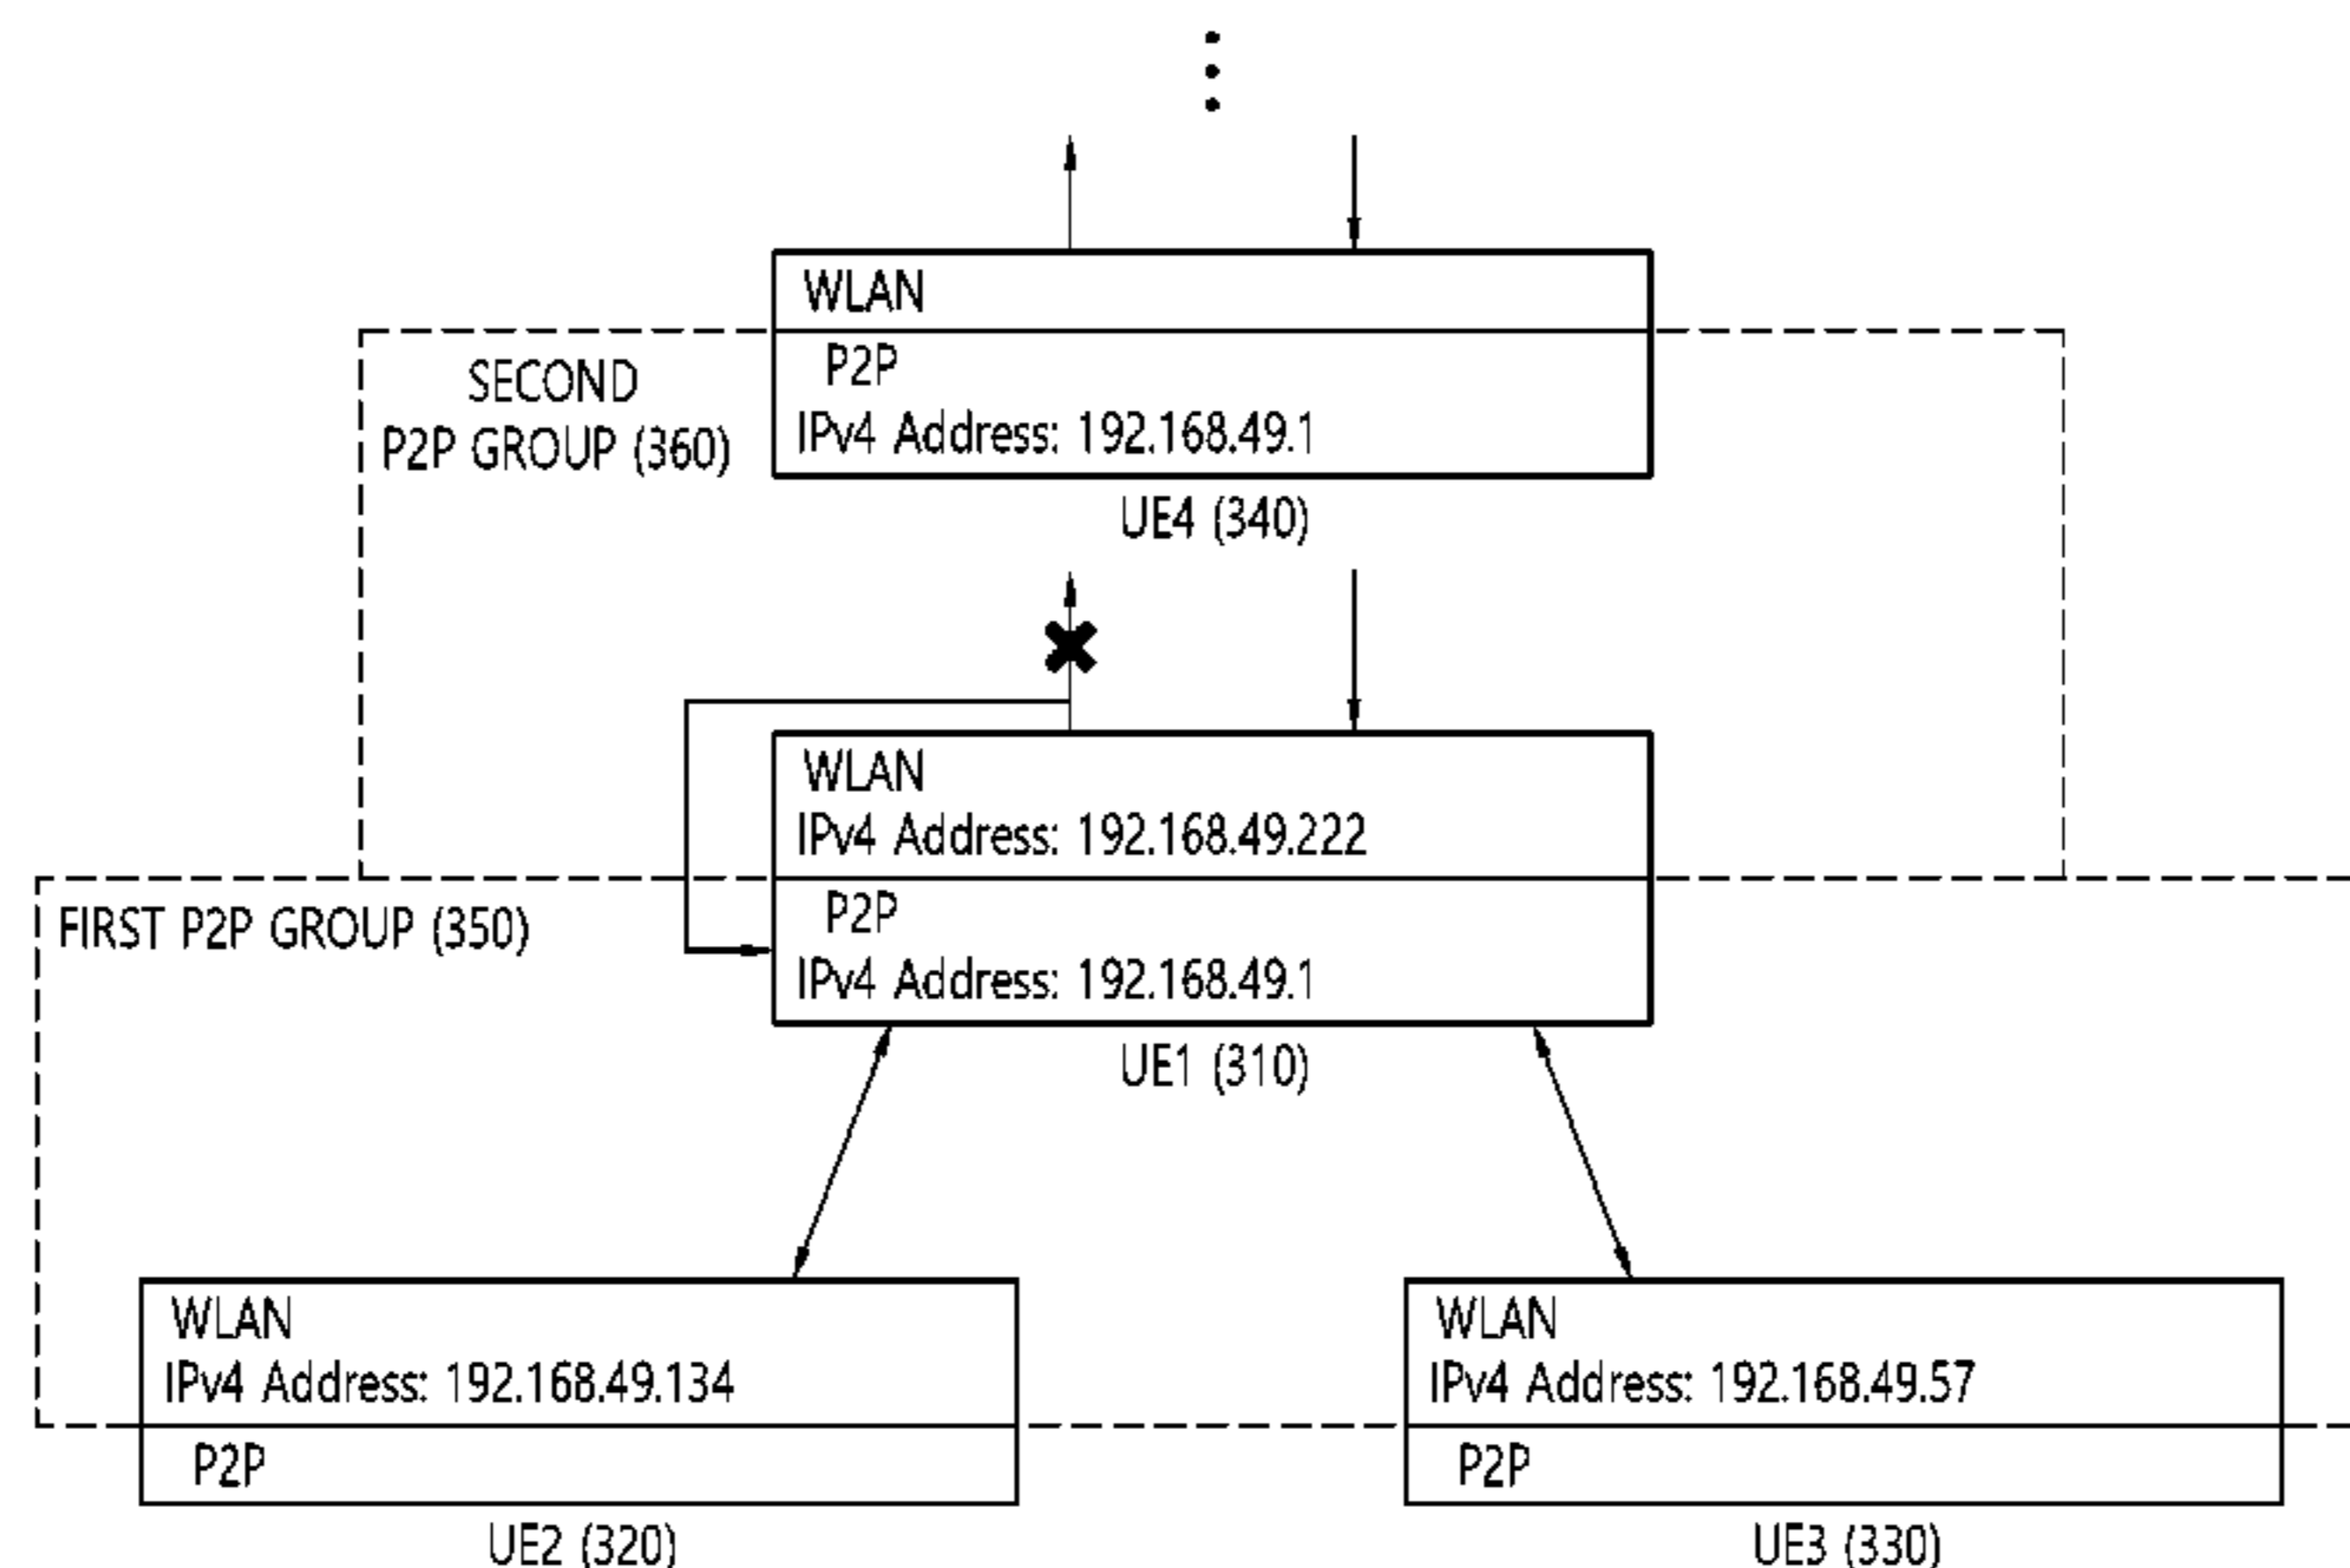 WLAN
SECOND
P2P GROUP (360)
P2P
IPv4 Address: 192.168.49.1
UE4 (340)
WLAN
IPv4 Address: 192.168.49.222
FIRST P2P GROUP (350)
P2P
IPv4 Address: 192.168.49.1
UE1 (310)
WLAN
IPv4 Address: 192.168.49.134
P2P
UE2 (320)
WLAN
IPv4 Address: 192.168.49.57
P2P
UE3 (330)